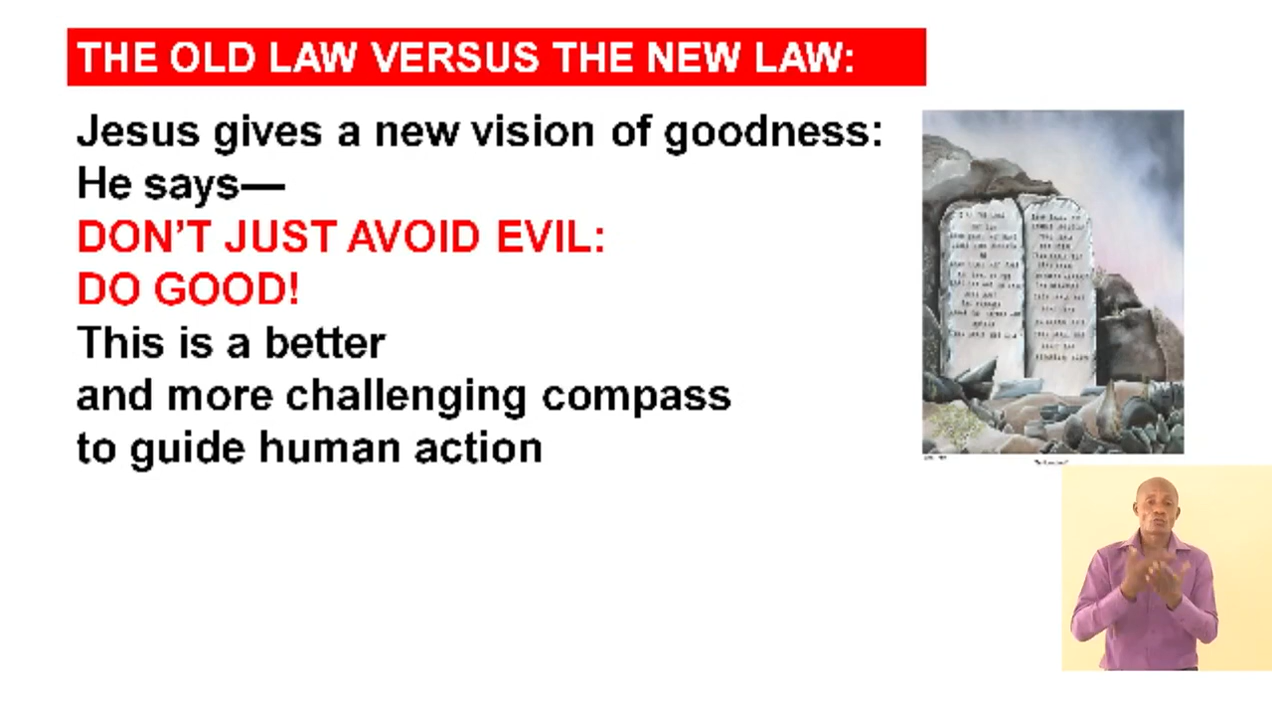 THE OLD LAW VERSUS THE NEW LAW:
Jesus gives a new vision of goodness:
He says—
DON'T JUST AVOID EVIL:
DO GOOD!
This is a better
and more challenging compass
to guide human action